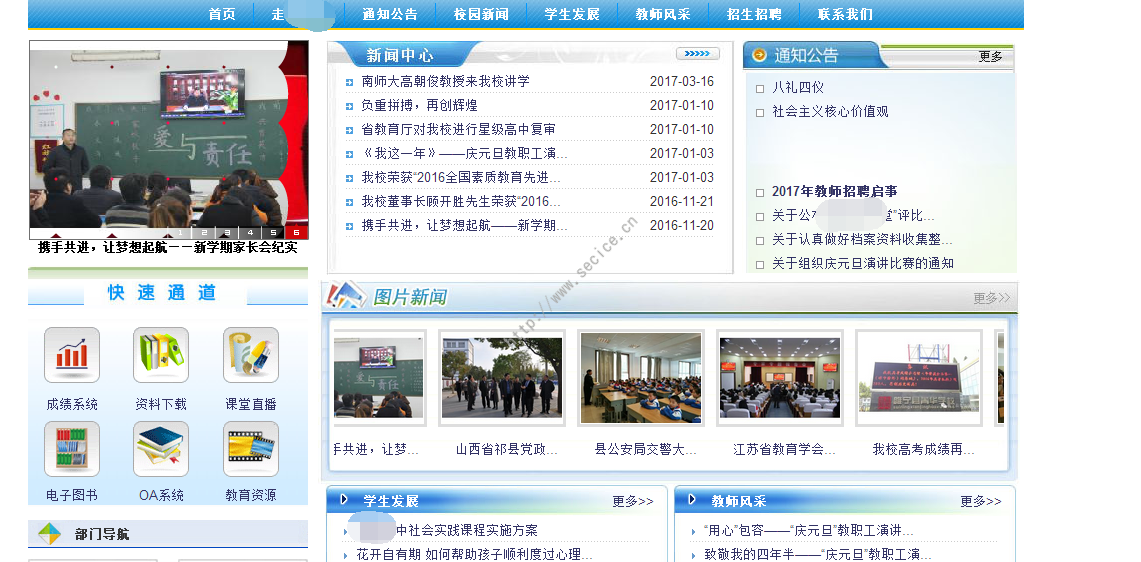 首页 走 通知公告 校园新闻 学生发展 教师风采 招生招聘 联系我们
爱与责任
1 2 3 4 5 6
携手共进，让梦想起航－－新学期家长会纪实
新闻中心
南师大高朝俊教授来我校讲学 2017-03-16
负重拼搏，再创辉煌 2017-01-10
省教育厅对我校进行星级高中复审 2017-01-10
《我这一年》——庆元旦教职工演... 2017-01-03
我校荣获“2016全国素质教育先进... 2017-01-03
我校董事长顾开胜先生荣获“2016... 2016-11-21
携手共进，让梦想起航——新学期... 2016-11-20
通知公告 更多
八礼四仪
社会主义核心价值观
2017年教师招聘启事
关于公 堂”评比...
关于认真做好档案资料收集整...
关于组织庆元旦演讲比赛的通知
http://www.secice.cn
快速通道
成绩系统 资料下载 课堂直播
电子图书 OA系统 教育资源
部门导航
图片新闻 更多>>
手共进，让梦... 山西省祁县党政... 县公安局交警大... 江苏省教育学会... 我校高考成绩再...
学生发展 更多>>
中社会实践课程实施方案
花开自有期 如何帮助孩子顺利度过心理...
教师风采 更多>>
“用心”包容——“庆元旦”教职工演讲...
致敬我的四年半——“庆元旦”教职工演...